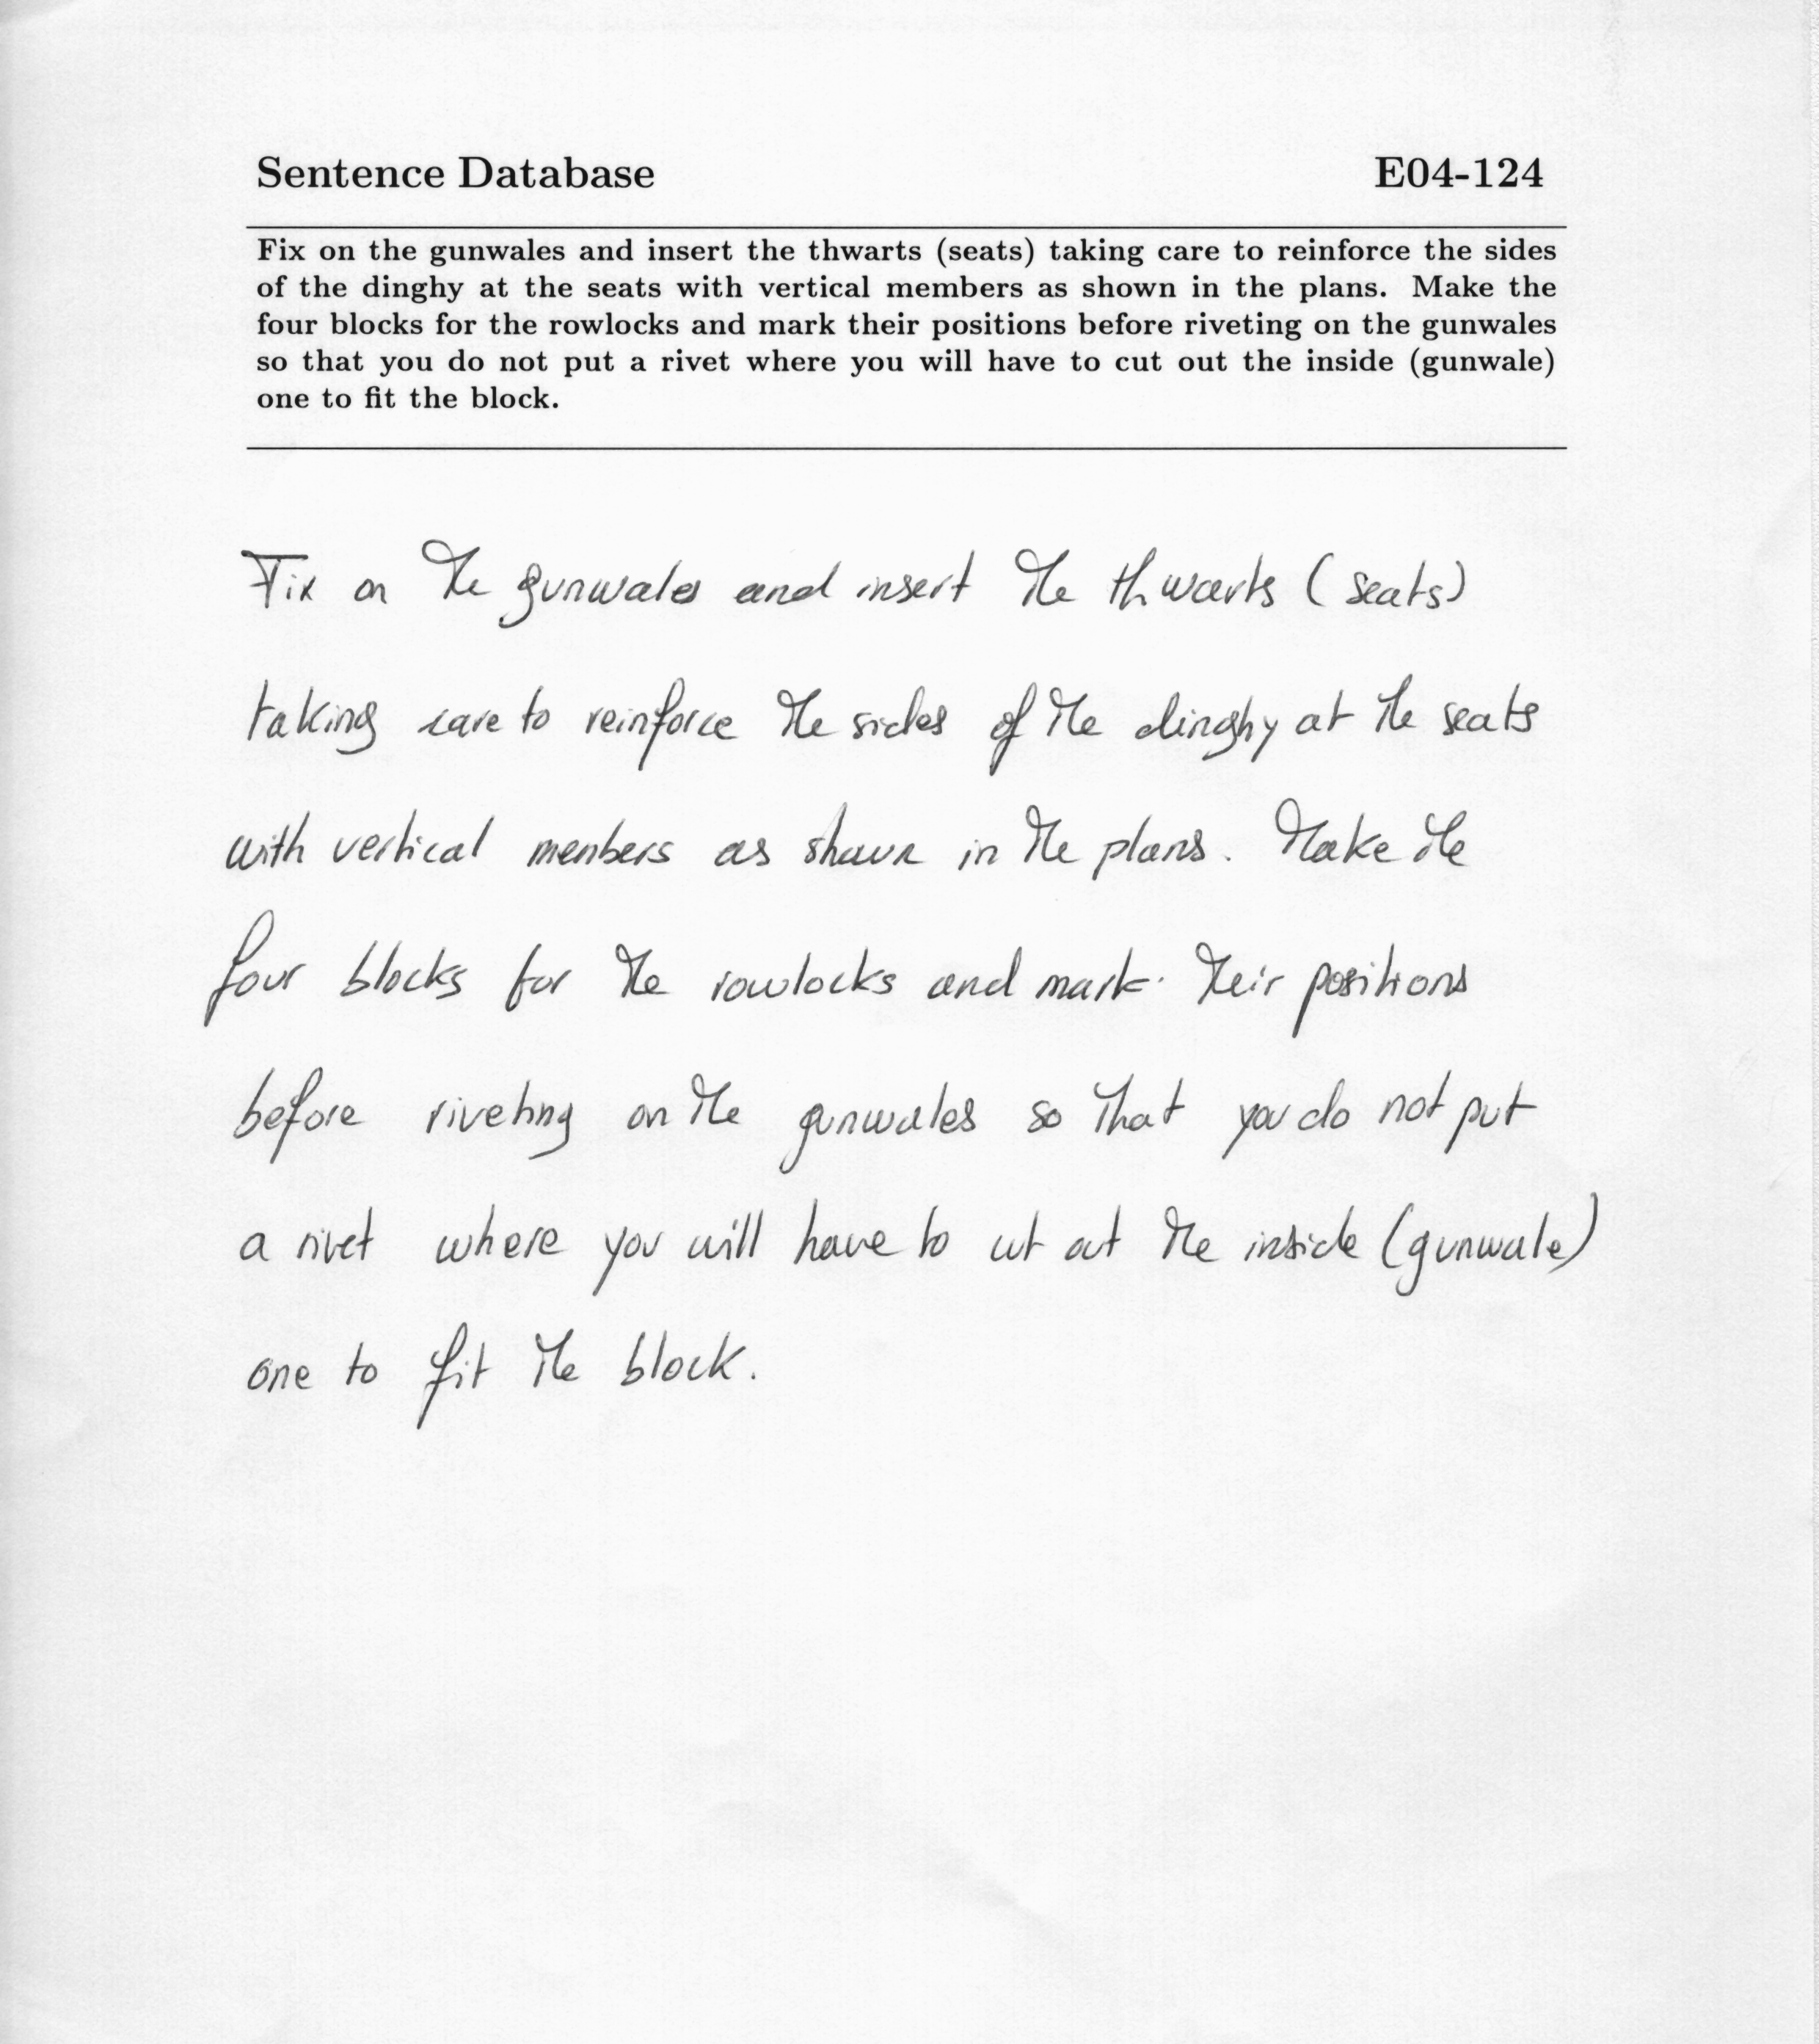 Sentence Database E04-124
Fix on the gunwales and insert the thwarts (seats) taking care to reinforce the sides
of the dinghy at the seats with vertical members as shown in the plans. Make the
four blocks for the rowlocks and mark their positions before riveting on the gunwales
so that you do not put a rivet where you will have to cut out the inside (gunwale)
one to fit the block.
Fix on the gunwales and insert the thwarts (seats)
taking care to reinforce the sides of the dinghy at the seats
with vertical members as shown in the plans. Make the
four blocks for the rowlocks and mark their positions
before riveting on the gunwales so that you do not put
a rivet where you will have to cut out the inside (gunwale)
one to fit the block.